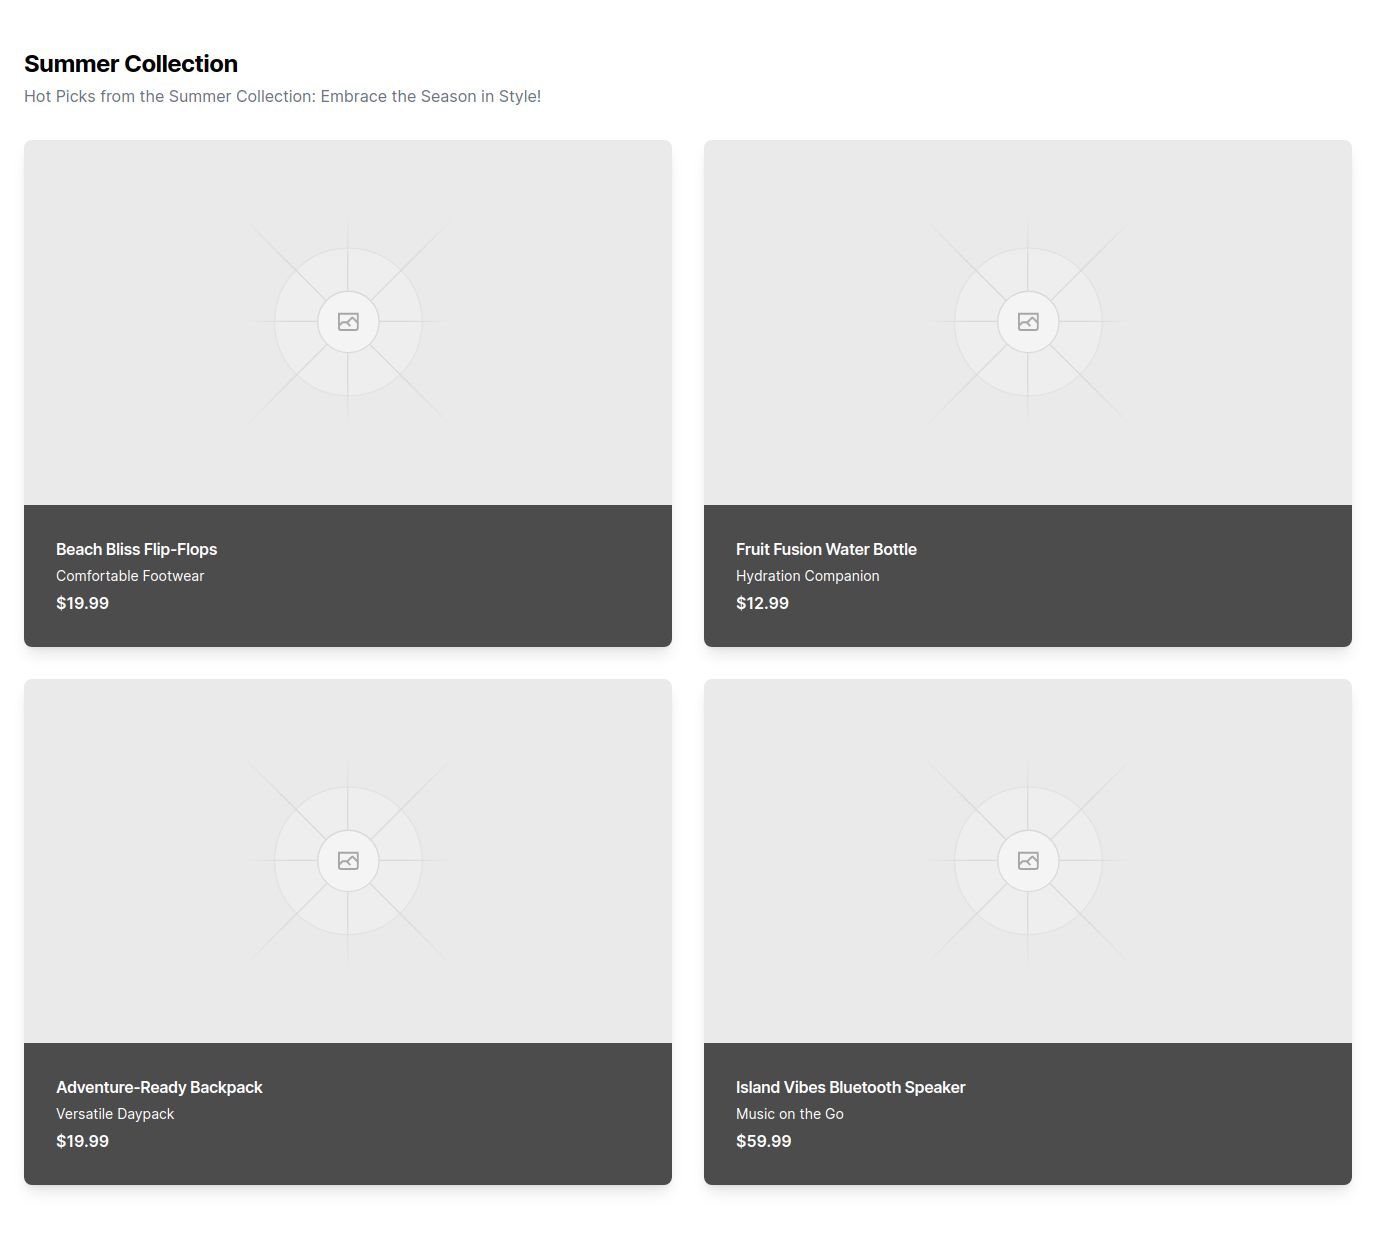 Summer Collection
Hot Picks from the Summer Collection: Embrace the Season in Style!
Beach Bliss Flip-Flops
Comfortable Footwear
$19.99
Fruit Fusion Water Bottle
Hydration Companion
$12.99
Adventure-Ready Backpack
Versatile Daypack
$19.99
Island Vibes Bluetooth Speaker
Music on the Go
$59.99